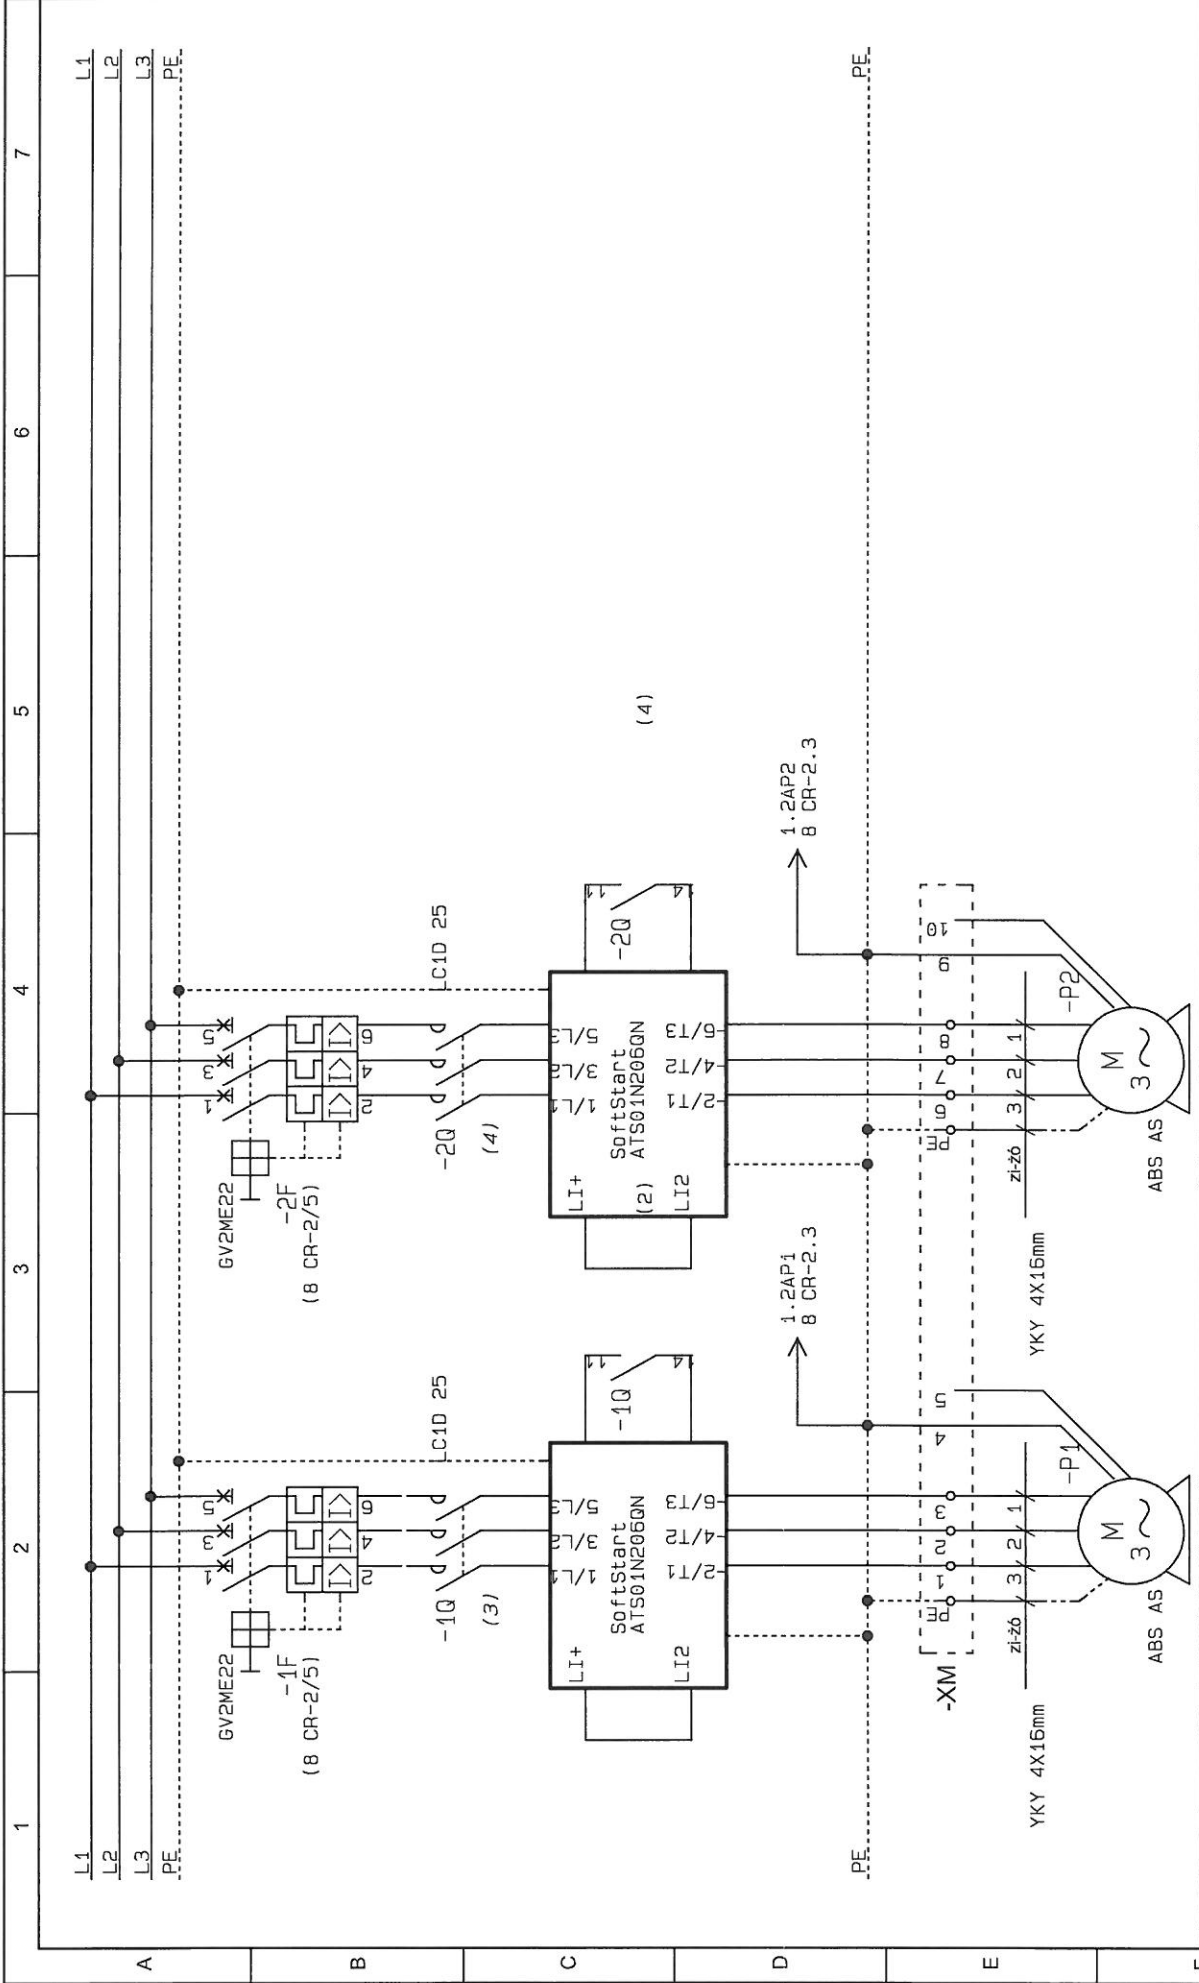 1 2 3 4 5 6 7
A
B
C
D
E
L1 L1
L2 L2
L3 L3
PE PE
GV2ME22
-1F
(8 CR-2/5)
1 3 5
2 4 6
-1Q
(3)
LC1D 25
1/L1 3/L2 5/L3
LI+
SoftStart
ATS01N206QN
LI2
2/T1 4/T2 6/T3
11
-1Q
14
1.2AP1
8 CR-2.3
GV2ME22
-2F
(8 CR-2/5)
1 3 5
2 4 6
-2Q
(4)
LC1D 25
1/L1 3/L2 5/L3
LI+
SoftStart
ATS01N206QN
(2)
LI2
2/T1 4/T2 6/T3
11
-2Q
14
(4)
1.2AP2
8 CR-2.3
PE PE
-XM
PE 1 2 3 4 5
PE 6 7 8 9 10
zi-żó 3 2 1
YKY 4X16mm
-P1
M
3~
ABS AS
zi-żó 3 2 1
YKY 4X16mm
-P2
M
3~
ABS AS